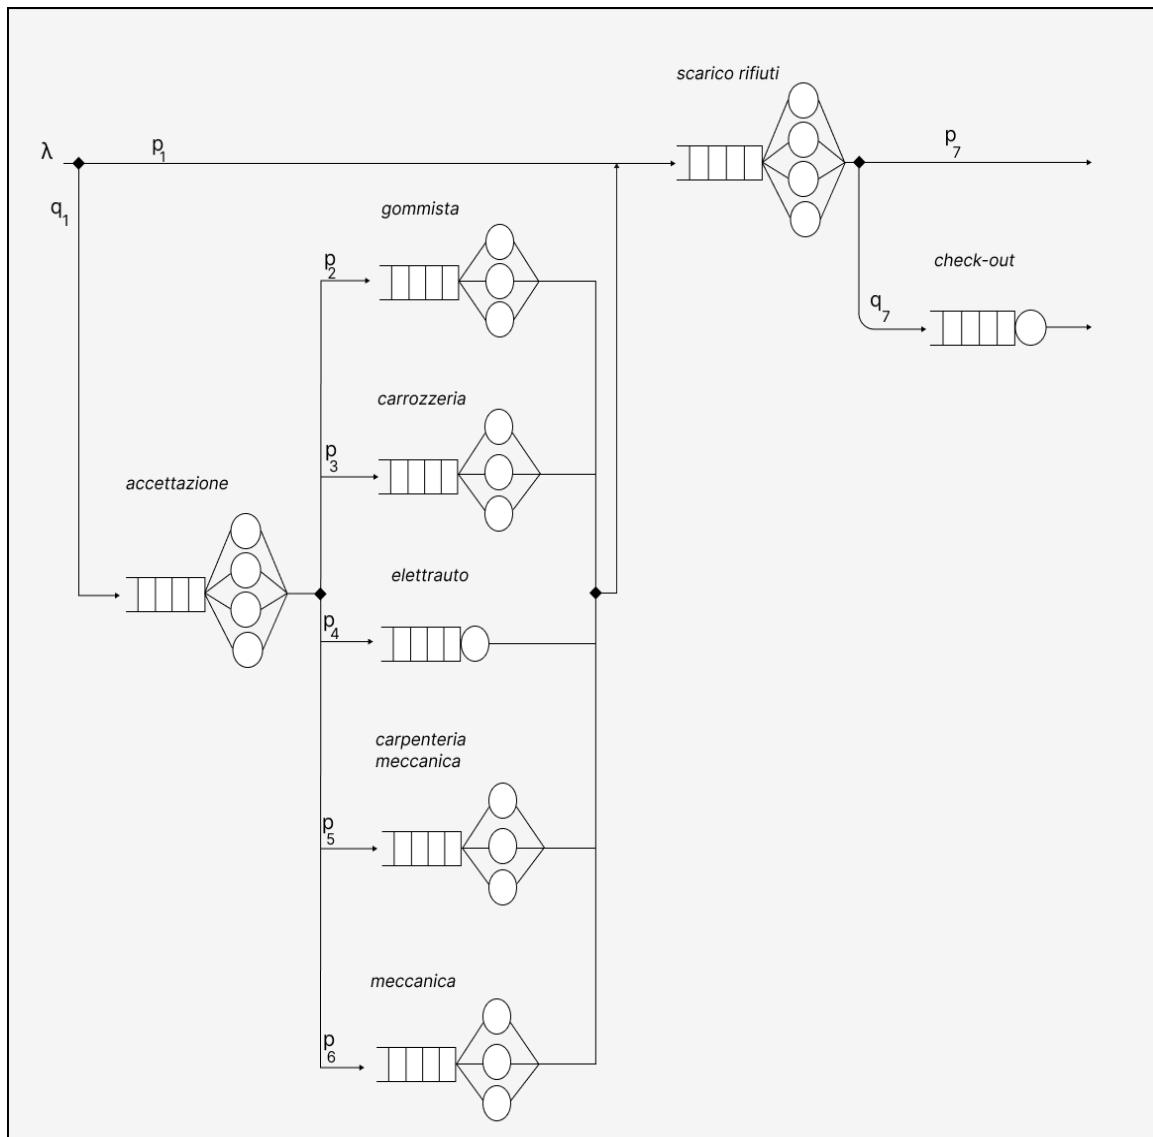 scarico rifiuti
λ
p1
p7
q1
gommista
p2
check-out
q7
carrozzeria
p3
accettazione
elettrauto
p4
carpenteria
meccanica
p5
meccanica
p6